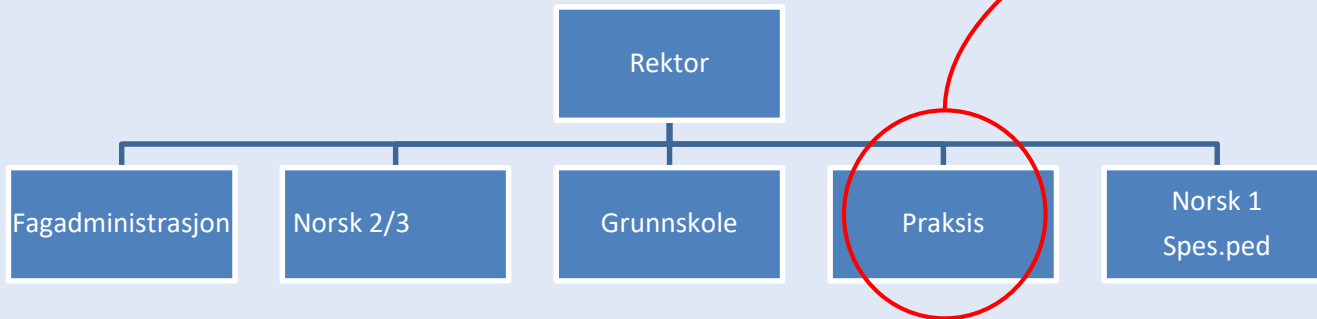 Rektor
Fagadministrasjon
Norsk 2/3
Grunnskole
Praksis
Norsk 1
Spes.ped